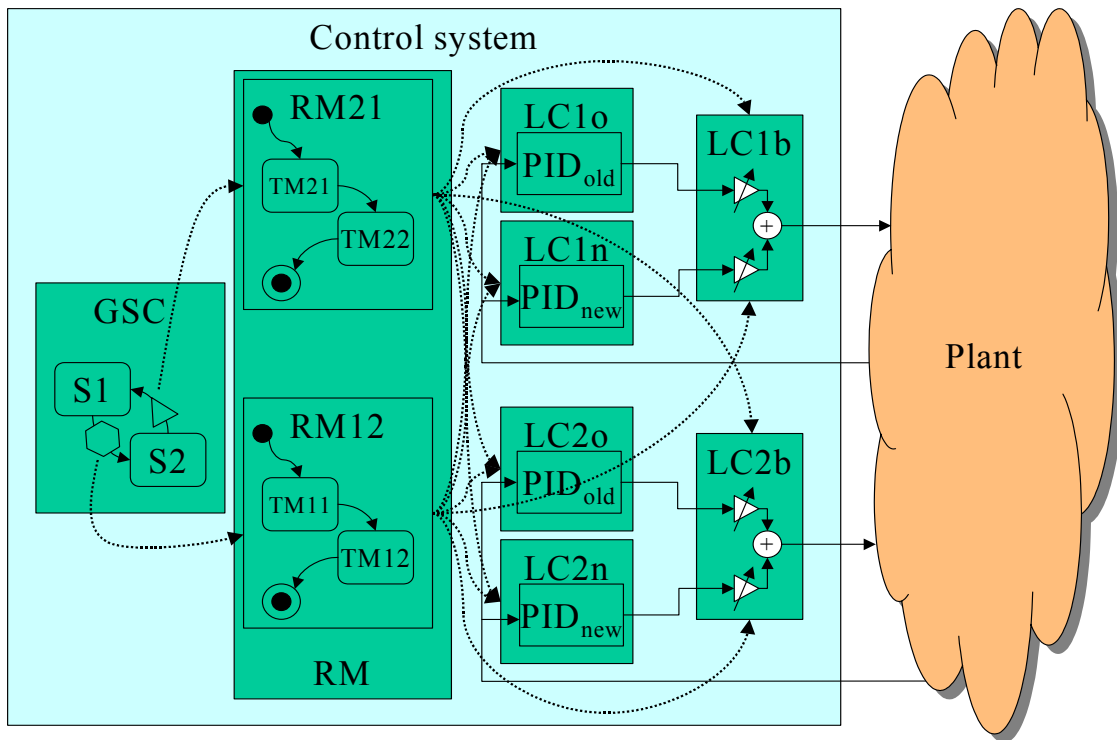 Control system
RM21
TM21
TM22
GSC
S1
S2
RM12
TM11
TM12
RM
LC1o
PIDold
LC1n
PIDnew
LC1b
+
LC2o
PIDold
LC2n
PIDnew
LC2b
+
Plant